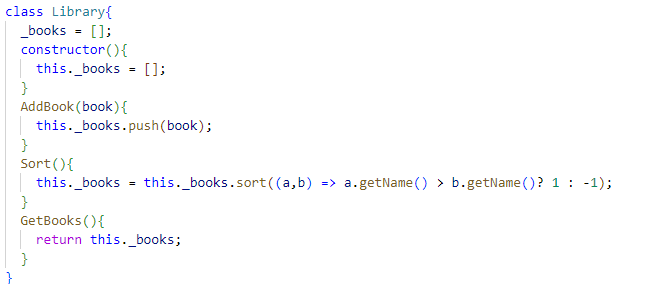 class Library{
  _books = [];
  constructor(){
    this._books = [];
  }
  AddBook(book){
    this._books.push(book);
  }
  Sort(){
    this._books = this._books.sort((a,b) => a.getName() > b.getName()? 1 : -1);
  }
  GetBooks(){
    return this._books;
  }
}